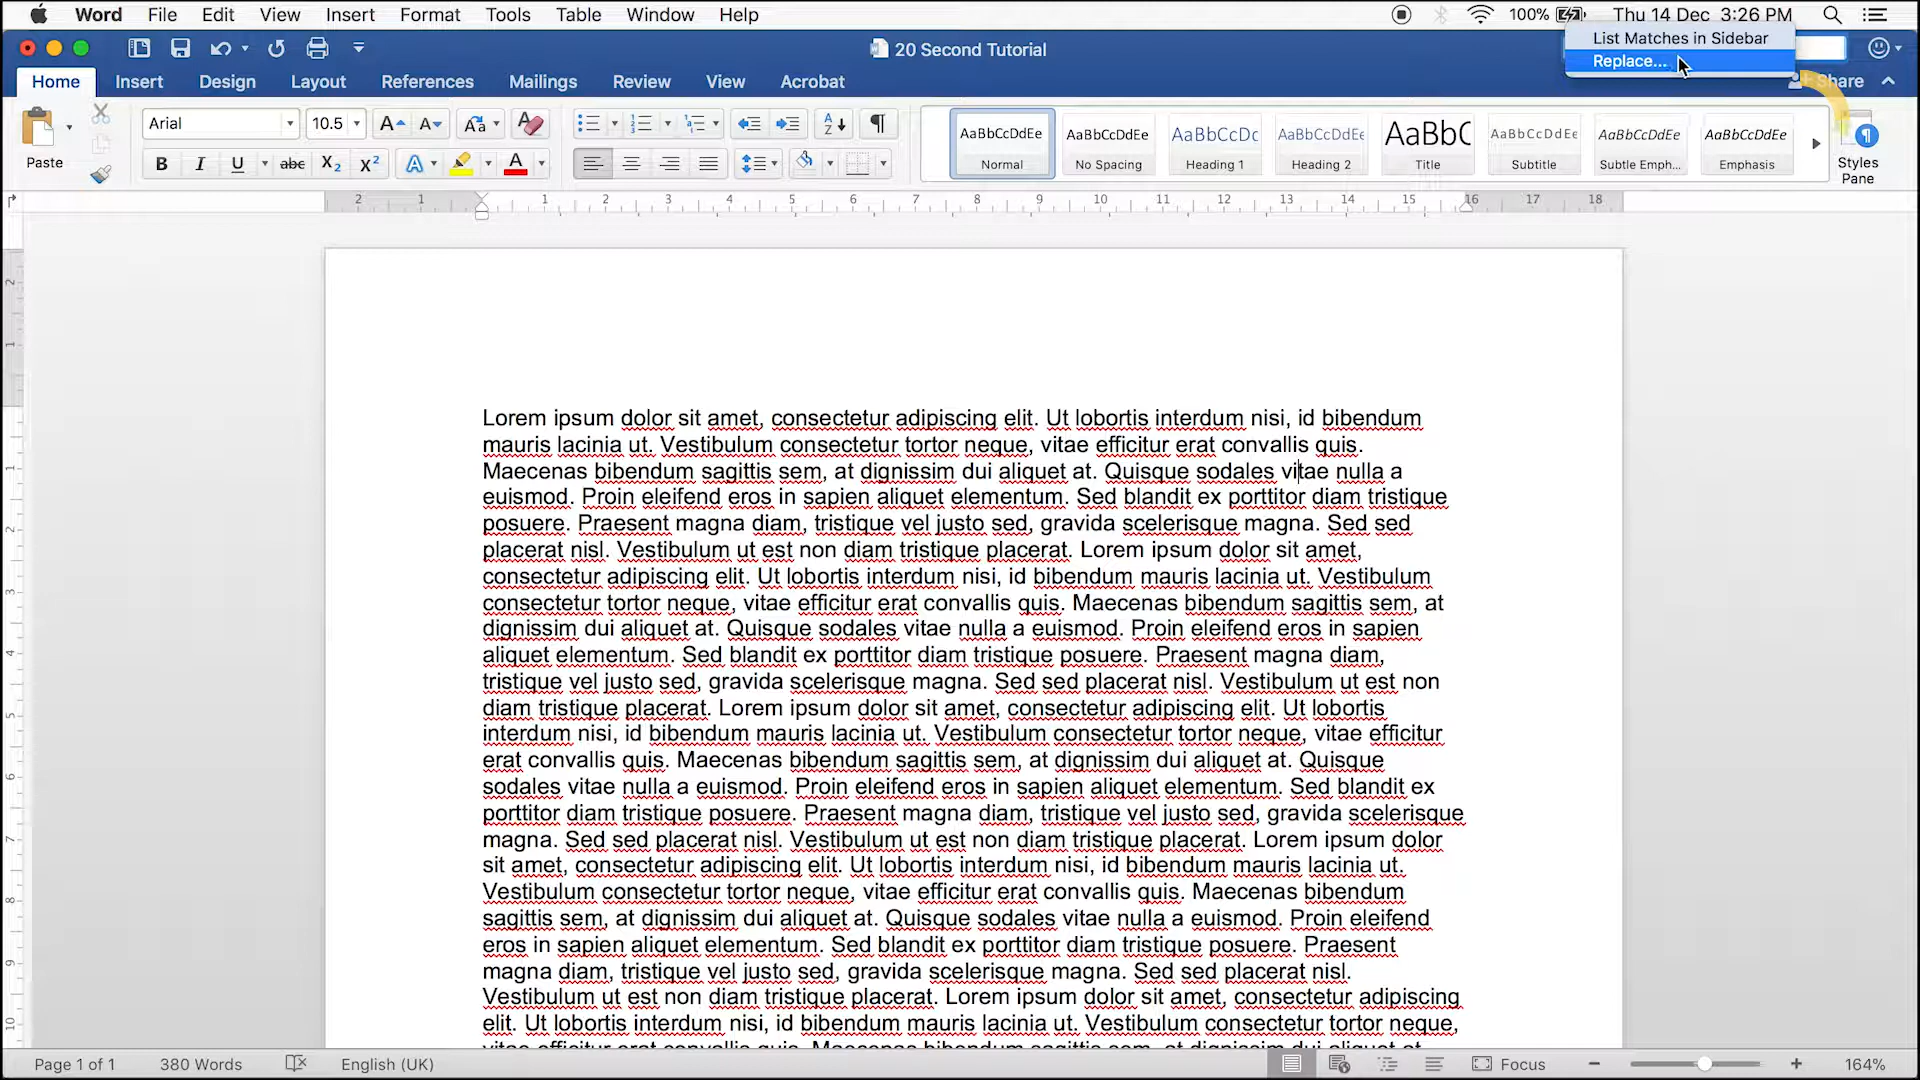 Word File Edit View Insert Format Tools Table Window Help 100% Thu 14 Dec 3:26 PM
List Matches in Sidebar
Replace...
20 Second Tutorial
Home Insert Design Layout References Mailings Review View Acrobat Share
Arial 10.5
Paste
AaBbCcDdEe AaBbCcDdEe AaBbCcDc AaBbCcDdEe AaBbC AaBbCcDdEe AaBbCcDdEe AaBbCcDdEe
Normal No Spacing Heading 1 Heading 2 Title Subtitle Subtle Emph... Emphasis
Styles
Pane
2 1 1 2 3 4 5 6 7 8 9 10 11 12 13 14 15 16 17 18
Lorem ipsum dolor sit amet, consectetur adipiscing elit. Ut lobortis interdum nisi, id bibendum
mauris lacinia ut. Vestibulum consectetur tortor neque, vitae efficitur erat convallis quis.
Maecenas bibendum sagittis sem, at dignissim dui aliquet at. Quisque sodales vitae nulla a
euismod. Proin eleifend eros in sapien aliquet elementum. Sed blandit ex porttitor diam tristique
posuere. Praesent magna diam, tristique vel justo sed, gravida scelerisque magna. Sed sed
placerat nisl. Vestibulum ut est non diam tristique placerat. Lorem ipsum dolor sit amet,
consectetur adipiscing elit. Ut lobortis interdum nisi, id bibendum mauris lacinia ut. Vestibulum
consectetur tortor neque, vitae efficitur erat convallis quis. Maecenas bibendum sagittis sem, at
dignissim dui aliquet at. Quisque sodales vitae nulla a euismod. Proin eleifend eros in sapien
aliquet elementum. Sed blandit ex porttitor diam tristique posuere. Praesent magna diam,
tristique vel justo sed, gravida scelerisque magna. Sed sed placerat nisl. Vestibulum ut est non
diam tristique placerat. Lorem ipsum dolor sit amet, consectetur adipiscing elit. Ut lobortis
interdum nisi, id bibendum mauris lacinia ut. Vestibulum consectetur tortor neque, vitae efficitur
erat convallis quis. Maecenas bibendum sagittis sem, at dignissim dui aliquet at. Quisque
sodales vitae nulla a euismod. Proin eleifend eros in sapien aliquet elementum. Sed blandit ex
porttitor diam tristique posuere. Praesent magna diam, tristique vel justo sed, gravida scelerisque
magna. Sed sed placerat nisl. Vestibulum ut est non diam tristique placerat. Lorem ipsum dolor
sit amet, consectetur adipiscing elit. Ut lobortis interdum nisi, id bibendum mauris lacinia ut.
Vestibulum consectetur tortor neque, vitae efficitur erat convallis quis. Maecenas bibendum
sagittis sem, at dignissim dui aliquet at. Quisque sodales vitae nulla a euismod. Proin eleifend
eros in sapien aliquet elementum. Sed blandit ex porttitor diam tristique posuere. Praesent
magna diam, tristique vel justo sed, gravida scelerisque magna. Sed sed placerat nisl.
Vestibulum ut est non diam tristique placerat. Lorem ipsum dolor sit amet, consectetur adipiscing
elit. Ut lobortis interdum nisi, id bibendum mauris lacinia ut. Vestibulum consectetur tortor neque,
vitae efficitur erat convallis quis. Maecenas bibendum sagittis sem, at dignissim dui aliquet at.
Page 1 of 1 380 Words English (UK) Focus 164%